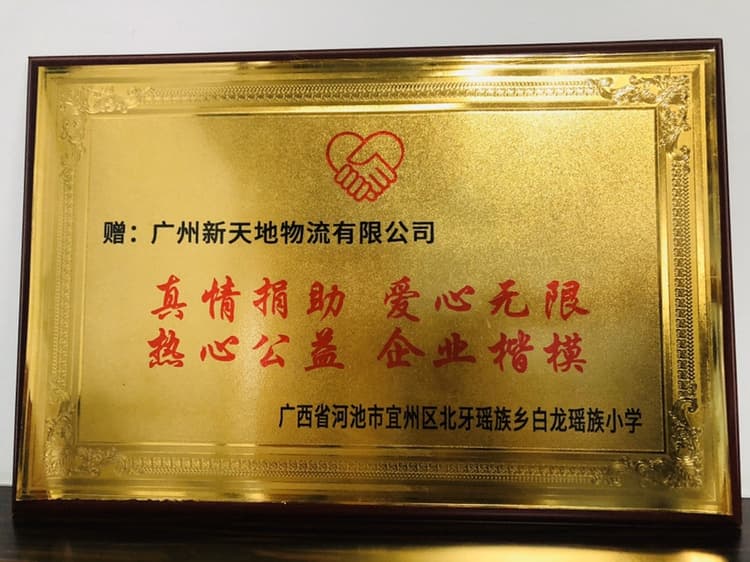 赠：广州新天地物流有限公司
真情捐助 爱心无限
热心公益 企业楷模
广西省河池市宜州区北牙瑶族乡白龙瑶族小学